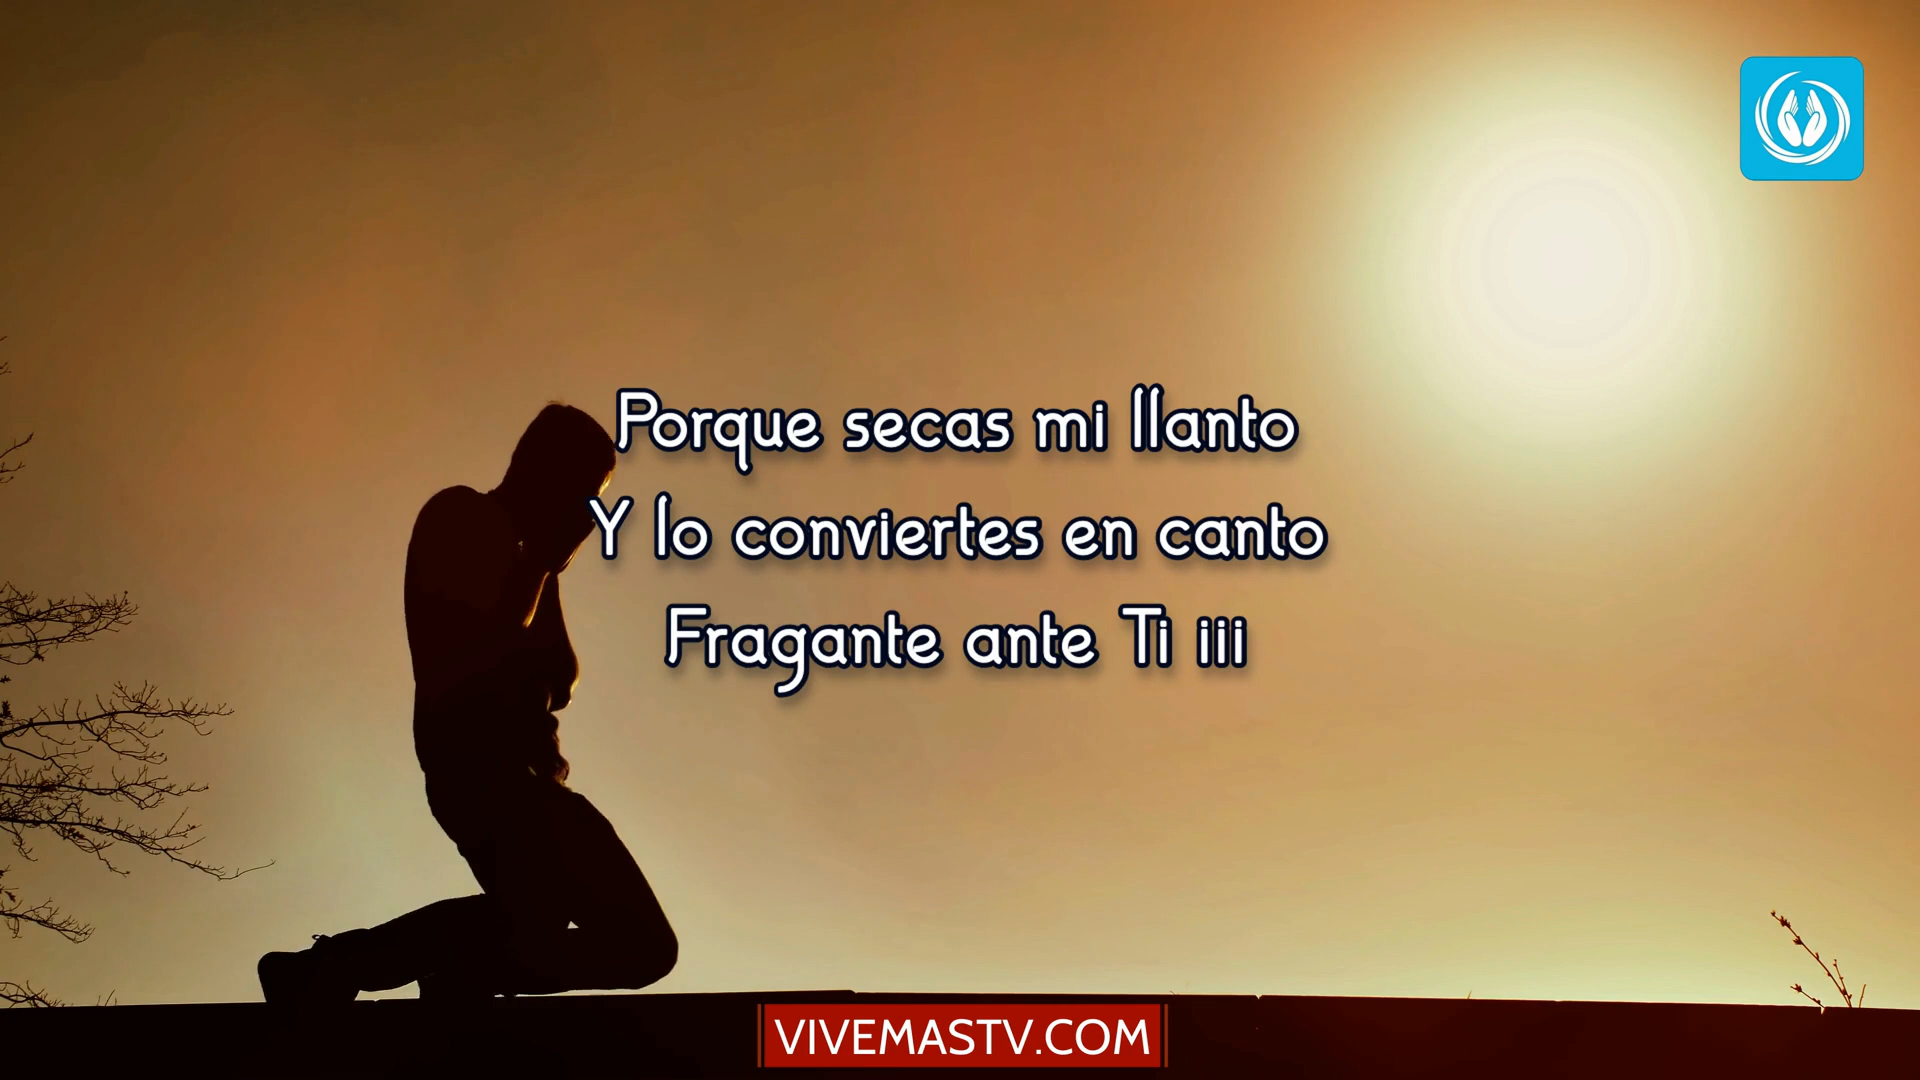 Porque secas mi llanto
Y lo conviertes en canto
Fragante ante Ti iii
VIVEMASTV.COM